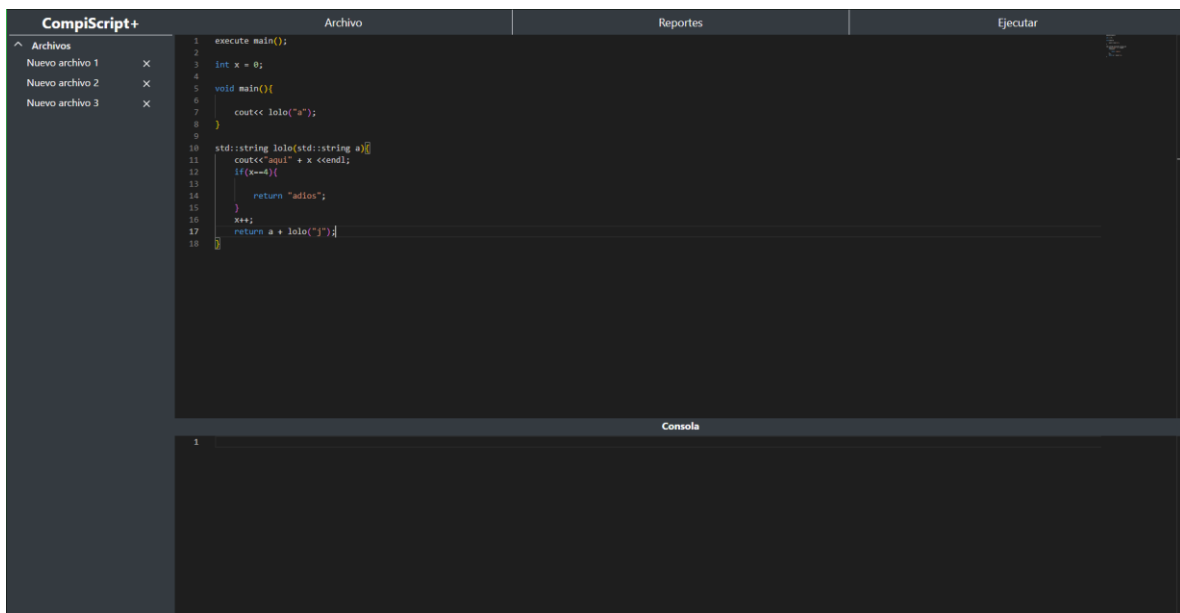 CompiScript+
Archivo
Reportes
Ejecutar
Archivos
Nuevo archivo 1 ×
Nuevo archivo 2 ×
Nuevo archivo 3 ×
1 execute main();
2
3 int x = 0;
4
5 void main(){
6
7 cout<< lolo("a");
8 }
9
10 std::string lolo(std::string a){
11 cout<<"aqui" + x <<endl;
12 if(x==4){
13
14 return "adios";
15 }
16 x++;
17 return a + lolo("j");
18 }
Consola
1